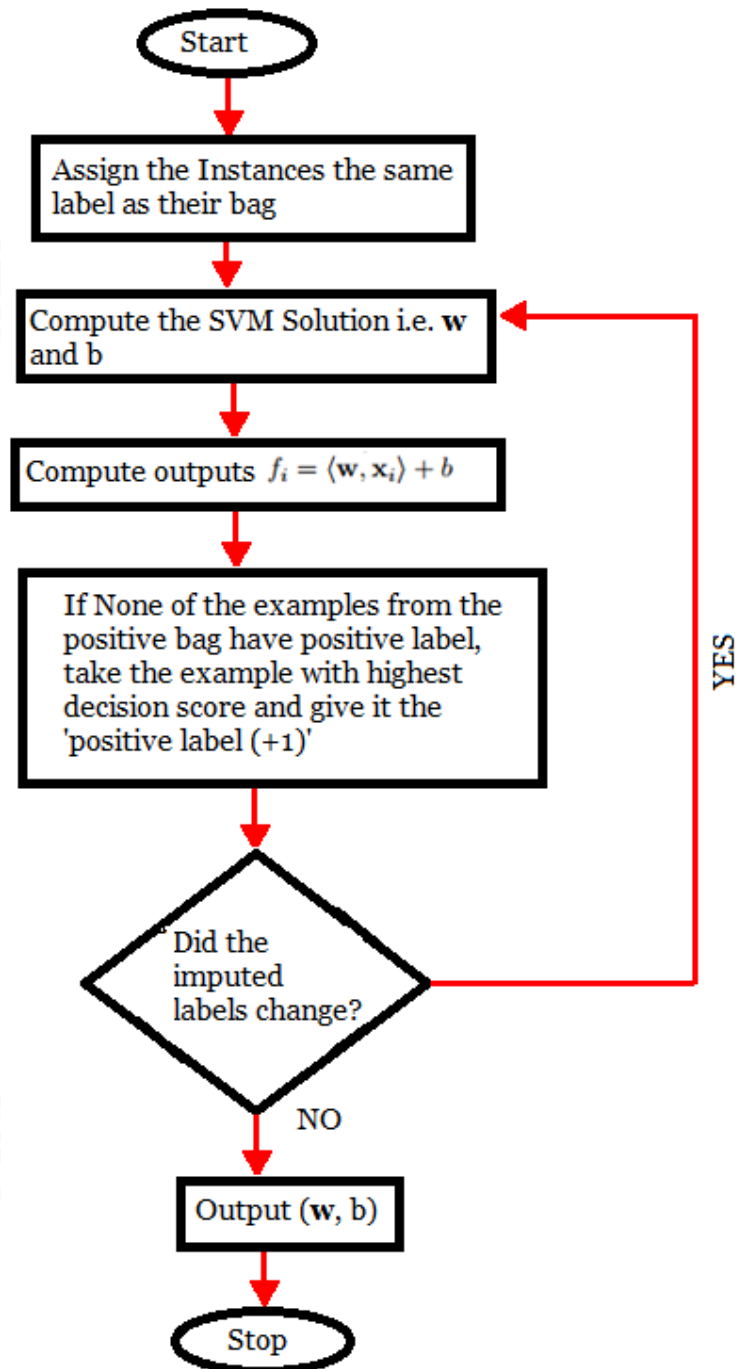 Start
Assign the Instances the same
label as their bag
Compute the SVM Solution i.e. w
and b
Compute outputs f_i = ⟨w, x_i⟩ + b
If None of the examples from the
positive bag have positive label,
take the example with highest
decision score and give it the
'positive label (+1)'
YES
Did the
imputed
labels change?
NO
Output (w, b)
Stop